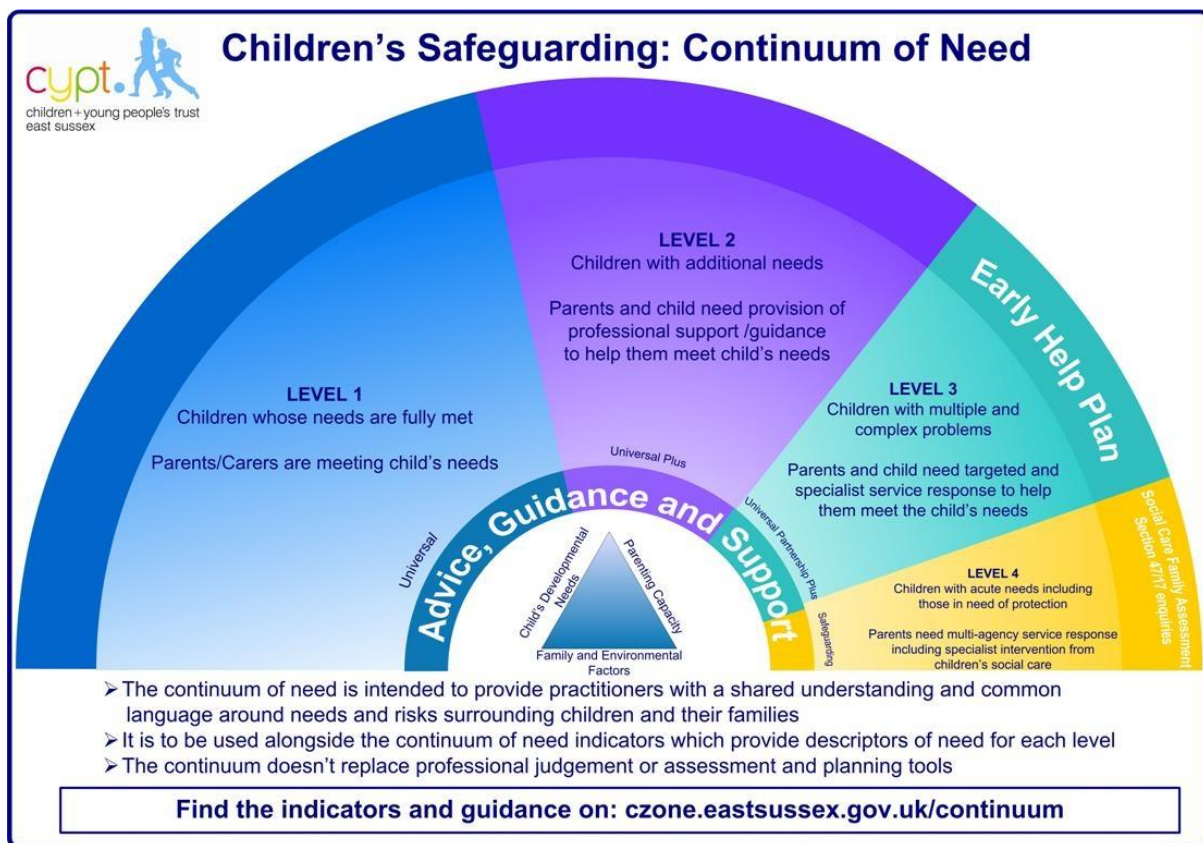 Children's Safeguarding: Continuum of Need
cypt.
children + young people's trust
east sussex
LEVEL 1
Children whose needs are fully met
Parents/Carers are meeting child's needs
LEVEL 2
Children with additional needs
Parents and child need provision of
professional support /guidance
to help them meet child's needs
Early Help Plan
LEVEL 3
Children with multiple and
complex problems
Parents and child need targeted and
specialist service response to help
them meet the child's needs
Social Care Family Assessment
Section 47/17 enquiries
LEVEL 4
Children with acute needs including
those in need of protection
Parents need multi-agency service response
including specialist intervention from
children's social care
Universal
Universal Plus
Universal Partnership Plus
Safeguarding
Advice, Guidance and Support
Child's Developmental
Needs
Parenting Capacity
Family and Environmental
Factors
➢ The continuum of need is intended to provide practitioners with a shared understanding and common
language around needs and risks surrounding children and their families
➢ It is to be used alongside the continuum of need indicators which provide descriptors of need for each level
➢ The continuum doesn't replace professional judgement or assessment and planning tools
Find the indicators and guidance on: czone.eastsussex.gov.uk/continuum